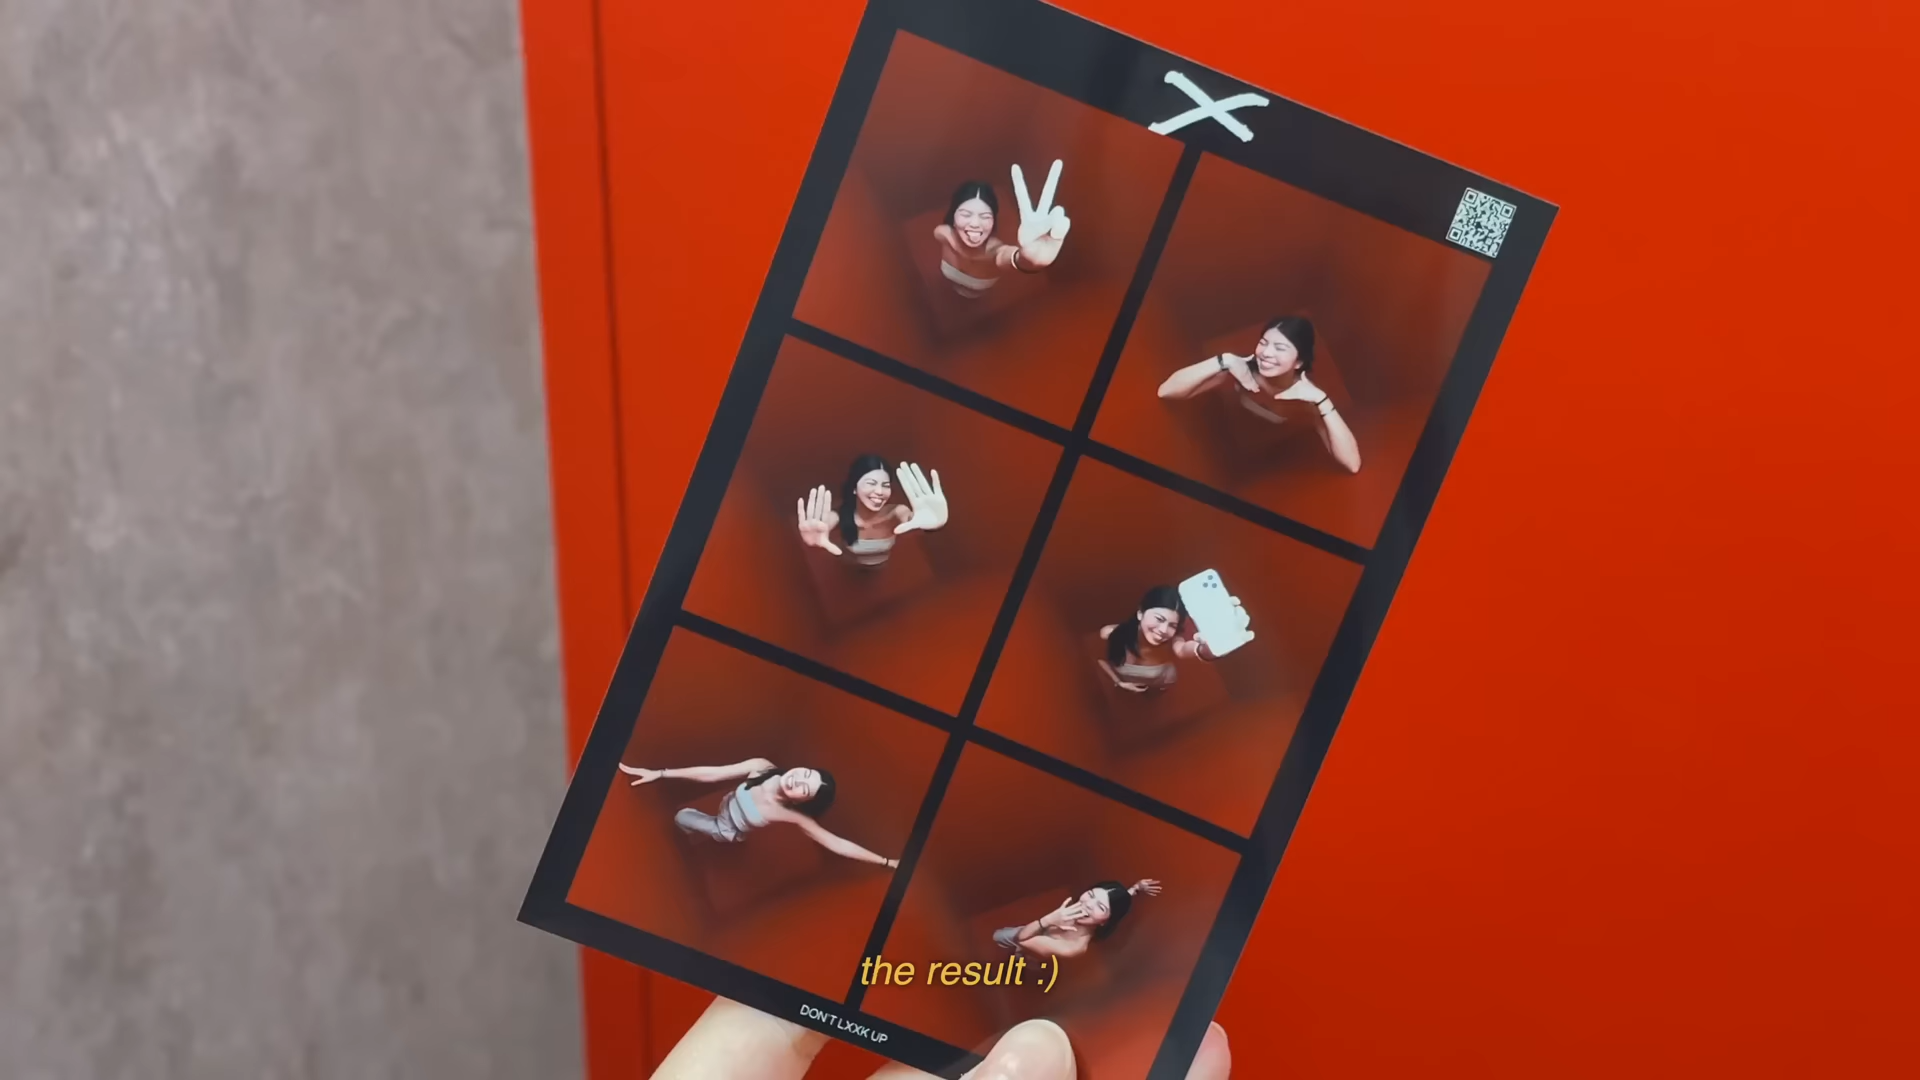 X
the result :)
DON'T LXXK UP